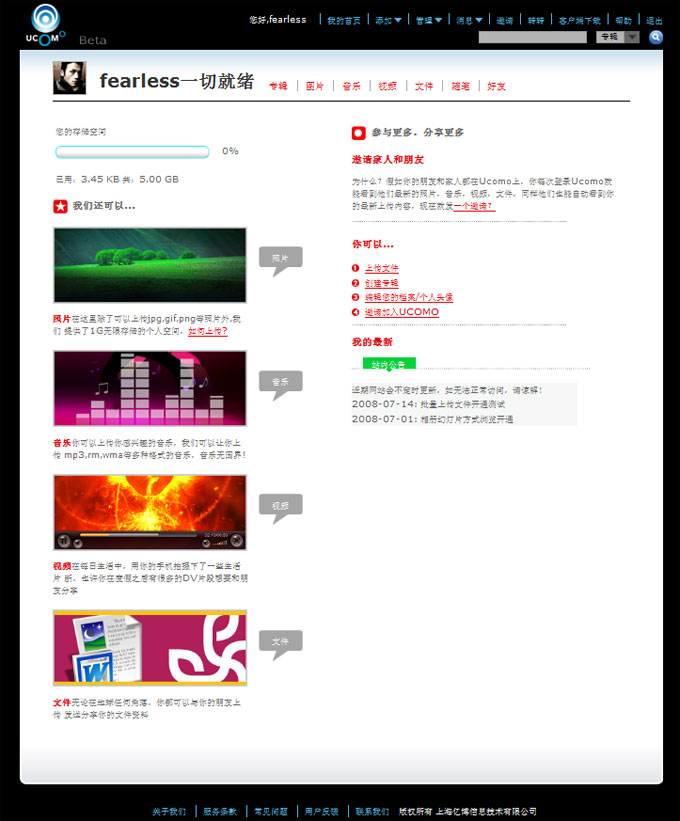 UCOMO
Beta
您好,fearless
我的首页 添加 管理 消息 邀请 转转 客户端下载 帮助 退出
专辑
fearless一切就绪
专辑 图片 音乐 视频 文件 随笔 好友
您的存储空间
0%
已用: 3.45 KB 共: 5.00 GB
我们还可以...
照片
照片在这里除了可以上传jpg,gif,png等照片外,我
们 提供了1G无限存储的个人空间，如何上传?
音乐
音乐你可以上传你感兴趣的音乐，我们可以让你上
传 mp3,rm,wma等多种格式的音乐，音乐无国界!
视频
视频在每日生活中，用你的手机拍摄下了一些生活
片 断，也许你在度假之后有很多的DV片段想要和朋
友分享
文件
文件无论在地球任何角落，你都可以与你的朋友上
传 发送分享你的文件资料
参与更多，分享更多
邀请家人和朋友
为什么? 假如你的朋友和家人都在Ucomo上，你每次登录Ucomo就
能看到他们最新的照片、音乐、视频、文件，同样他们也能自动看到你
的最新上传内容，现在就发一个邀请?
你可以...
1 上传文件
2 创建专辑
3 编辑您的档案/个人头像
4 邀请加入UCOMO
我的最新
站内公告
近期网站会不定时更新，如无法正常访问，请谅解!
2008-07-14: 批量上传文件开通测试
2008-07-01: 相册幻灯片方式浏览开通
关于我们 服务条款 常见问题 用户反馈 联系我们 版权所有 上海亿博信息技术有限公司